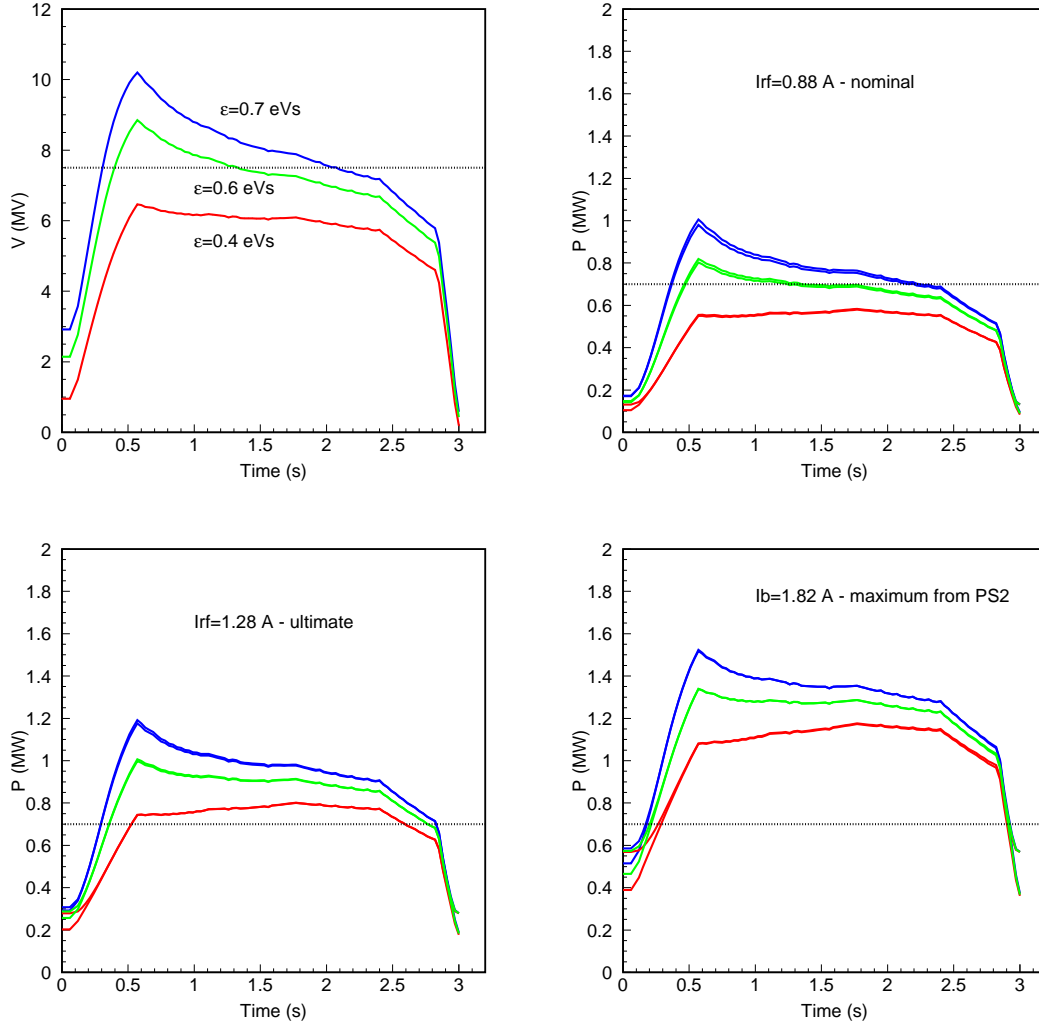 12
10
8
6
4
2
0
V (MV)
ε=0.7 eVs
ε=0.6 eVs
ε=0.4 eVs
0 0.5 1 1.5 2 2.5 3
Time (s)
2
1.8
1.6
1.4
1.2
1
0.8
0.6
0.4
0.2
0
P (MW)
Irf=0.88 A - nominal
0 0.5 1 1.5 2 2.5 3
Time (s)
2
1.8
1.6
1.4
1.2
1
0.8
0.6
0.4
0.2
0
P (MW)
Irf=1.28 A - ultimate
0 0.5 1 1.5 2 2.5 3
Time (s)
2
1.8
1.6
1.4
1.2
1
0.8
0.6
0.4
0.2
0
P (MW)
Ib=1.82 A - maximum from PS2
0 0.5 1 1.5 2 2.5 3
Time (s)